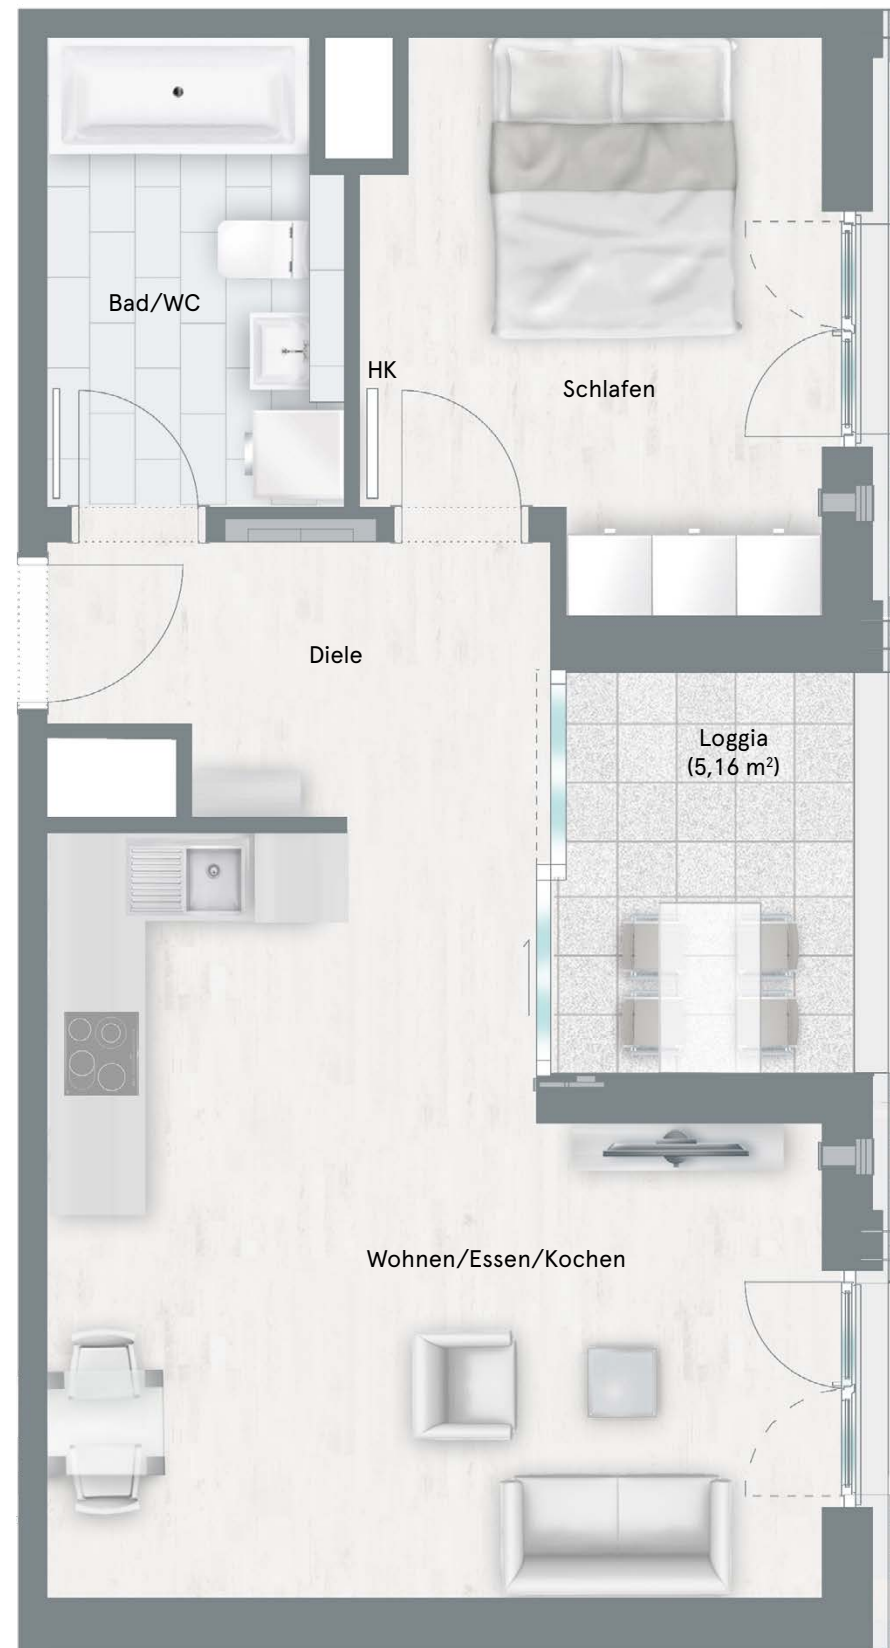 Bad/WC
HK
Schlafen
Diele
Loggia
(5,16 m²)
Wohnen/Essen/Kochen